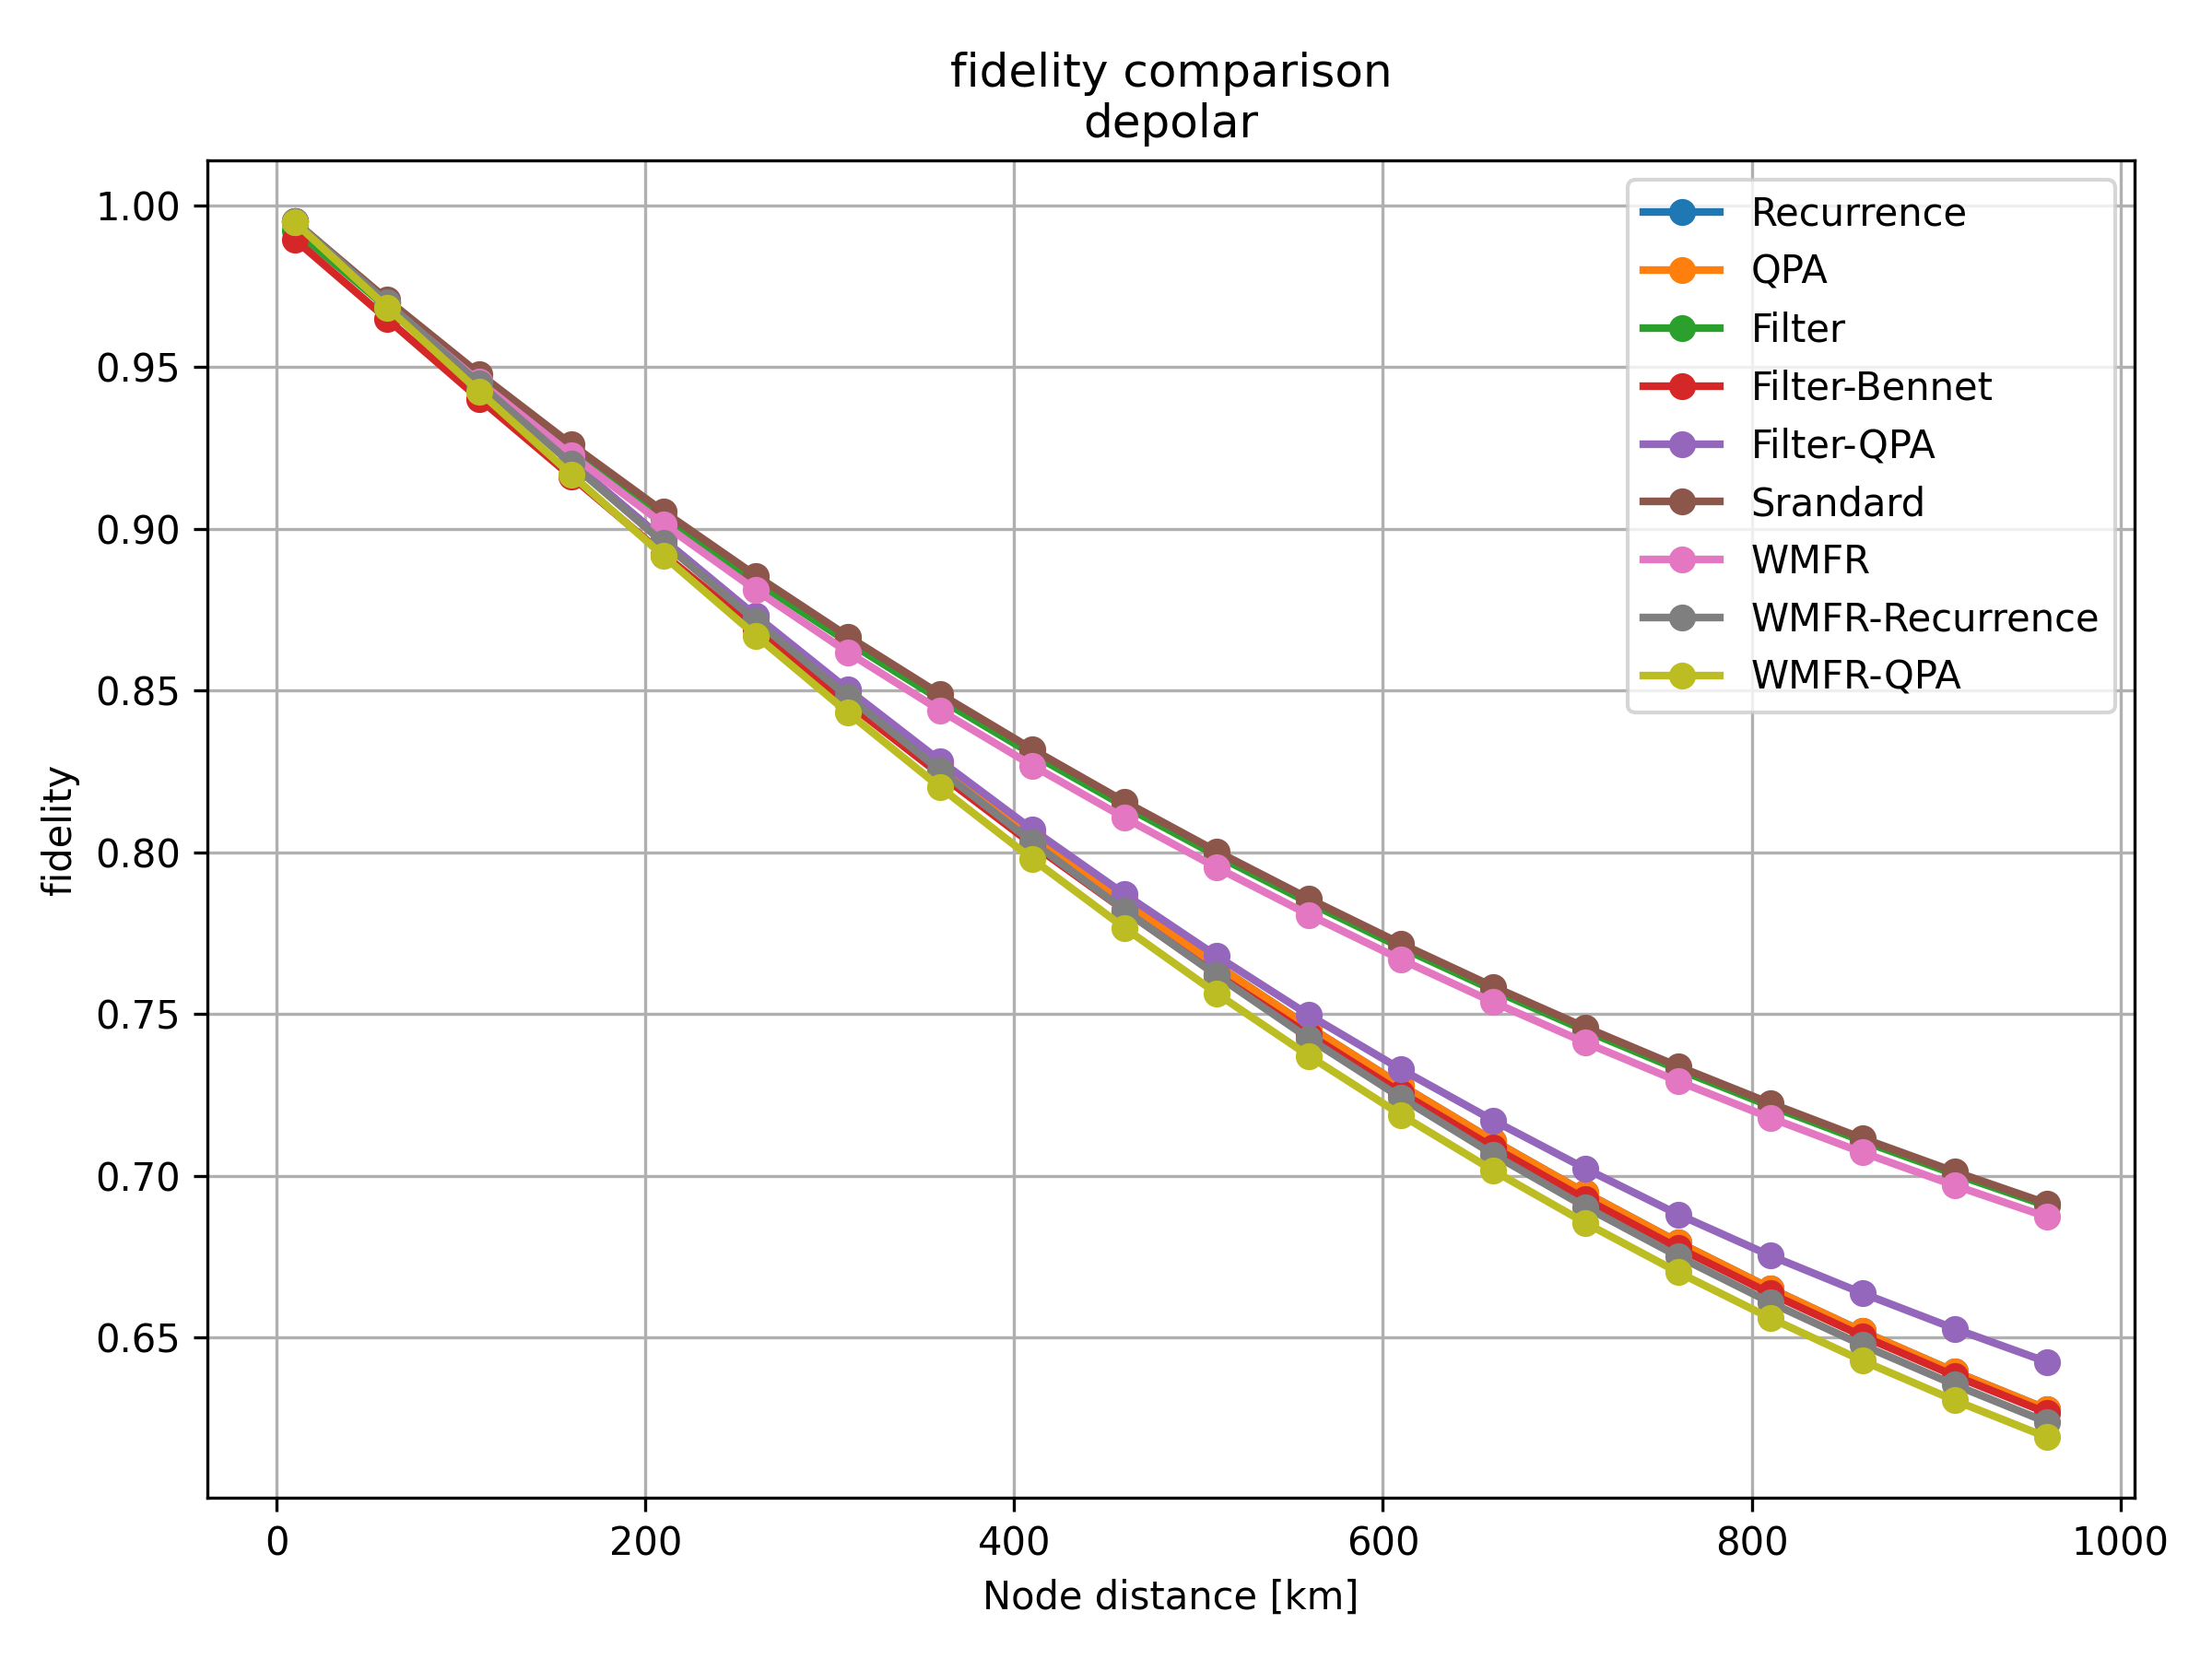 fidelity comparison
depolar
1.00
0.95
0.90
0.85
0.80
0.75
0.70
0.65
fidelity
Recurrence
QPA
Filter
Filter-Bennet
Filter-QPA
Srandard
WMFR
WMFR-Recurrence
WMFR-QPA
0 200 400 600 800 1000
Node distance [km]